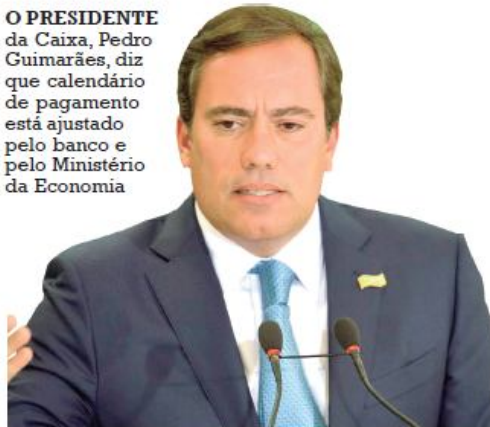 O PRESIDENTE
da Caixa, Pedro
Guimarães, diz
que calendário
de pagamento
está ajustado
pelo banco e
pelo Ministério
da Economia